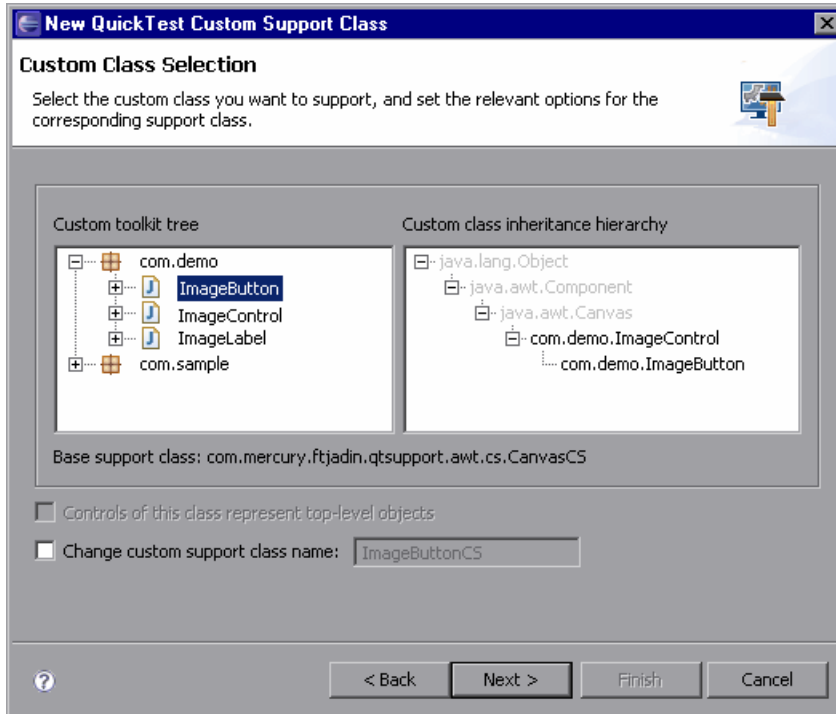 New QuickTest Custom Support Class
Custom Class Selection
Select the custom class you want to support, and set the relevant options for the
corresponding support class.
Custom toolkit tree
com.demo
ImageButton
ImageControl
ImageLabel
com.sample
Custom class inheritance hierarchy
java.lang.Object
java.awt.Component
java.awt.Canvas
com.demo.ImageControl
com.demo.ImageButton
Base support class: com.mercury.ftjadin.qtsupport.awt.cs.CanvasCS
Controls of this class represent top-level objects
Change custom support class name: ImageButtonCS
? < Back Next > Finish Cancel